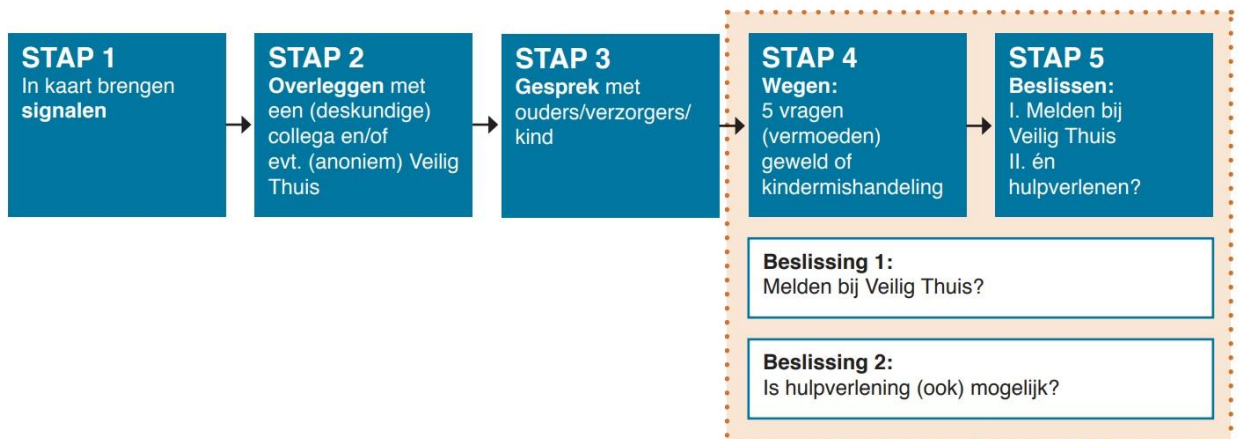 STAP 1
In kaart brengen
signalen
STAP 2
Overleggen met
een (deskundige)
collega en/of
evt. (anoniem) Veilig
Thuis
STAP 3
Gesprek met
ouders/verzorgers/
kind
STAP 4
Wegen:
5 vragen
(vermoeden)
geweld of
kindermishandeling
STAP 5
Beslissen:
I. Melden bij
Veilig Thuis
II. én
hulpverlenen?
Beslissing 1:
Melden bij Veilig Thuis?
Beslissing 2:
Is hulpverlening (ook) mogelijk?